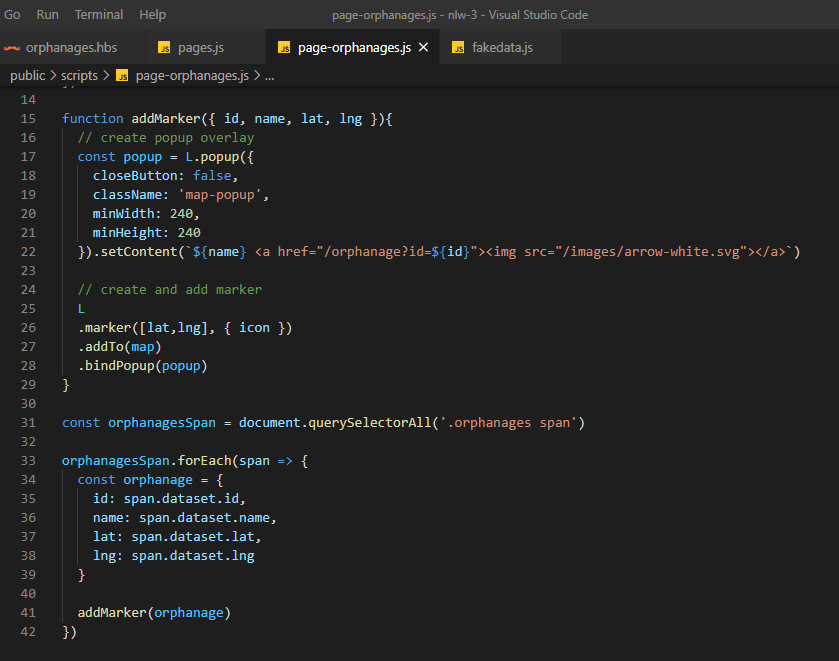 Go Run Terminal Help page-orphanages.js - nlw-3 - Visual Studio Code
orphanages.hbs JS pages.js JS page-orphanages.js × JS fakedata.js
public > scripts > JS page-orphanages.js > ...
14
15 function addMarker({ id, name, lat, lng }){
16 // create popup overlay
17 const popup = L.popup({
18 closeButton: false,
19 className: 'map-popup',
20 minWidth: 240,
21 minHeight: 240
22 }).setContent(`${name} <a href="/orphanage?id=${id}"><img src="/images/arrow-white.svg"></a>`)
23
24 // create and add marker
25 L
26 .marker([lat,lng], { icon })
27 .addTo(map)
28 .bindPopup(popup)
29 }
30
31 const orphanagesSpan = document.querySelectorAll('.orphanages span')
32
33 orphanagesSpan.forEach(span => {
34 const orphanage = {
35 id: span.dataset.id,
36 name: span.dataset.name,
37 lat: span.dataset.lat,
38 lng: span.dataset.lng
39 }
40
41 addMarker(orphanage)
42 })